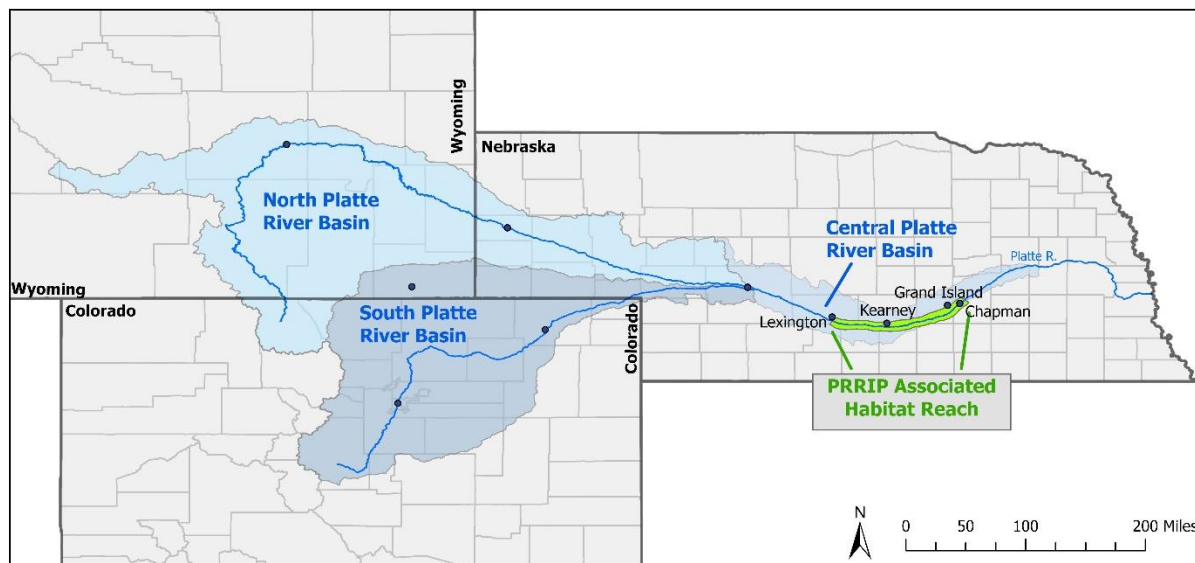 Wyoming
Nebraska
North Platte
River Basin
Central Platte
River Basin
Platte R.
Wyoming
Colorado
South Platte
River Basin
Colorado
Grand Island
Kearney
Lexington
Chapman
PRRIP Associated
Habitat Reach
N
0 50 100 200 Miles